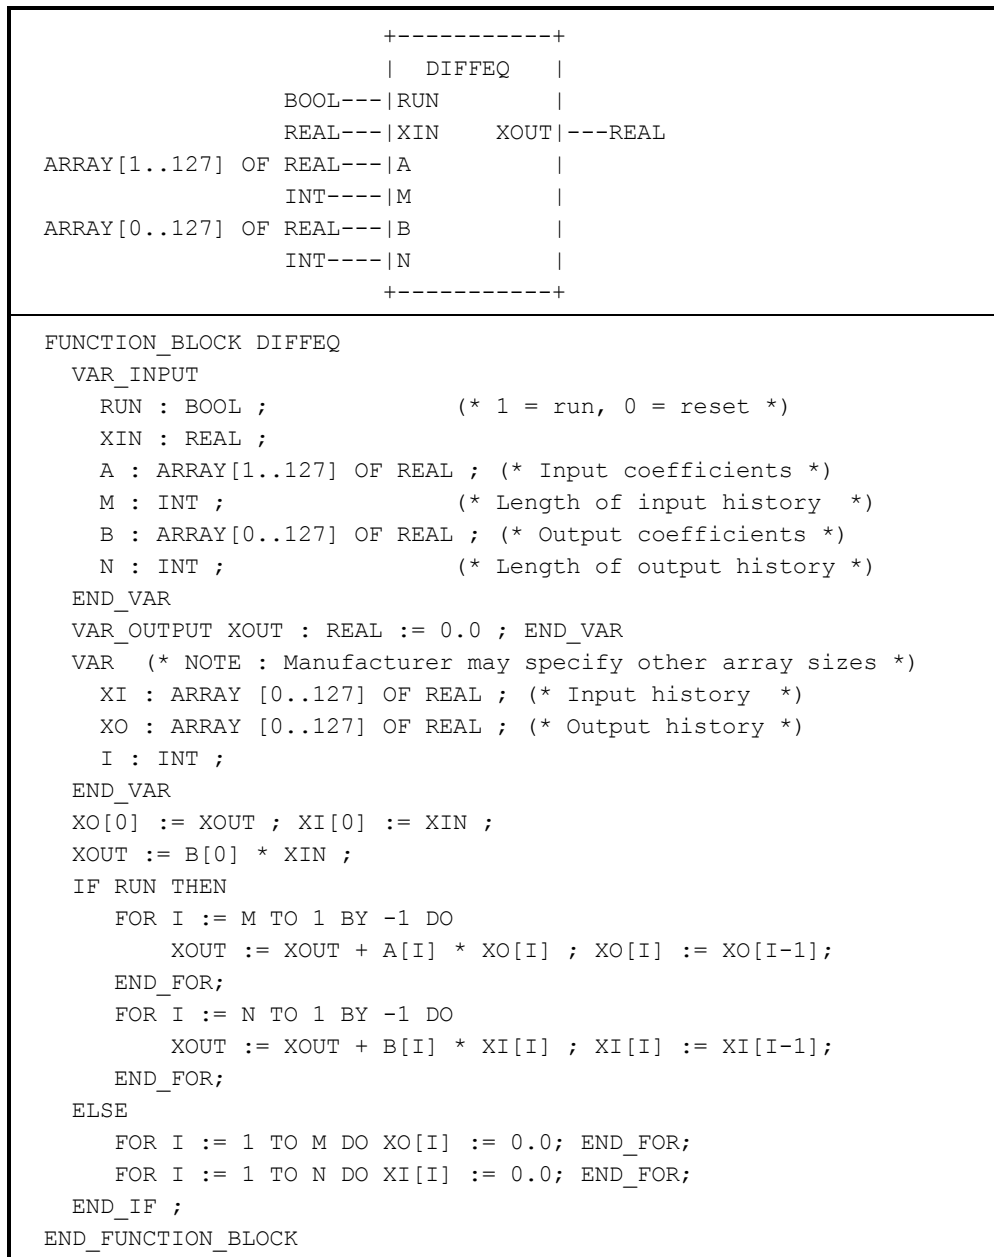 +-----------+
| DIFFEQ |
BOOL---|RUN |
REAL---|XIN XOUT|---REAL
ARRAY[1..127] OF REAL---|A |
INT----|M |
ARRAY[0..127] OF REAL---|B |
INT----|N |
+-----------+
FUNCTION_BLOCK DIFFEQ
VAR_INPUT
RUN : BOOL ; (* 1 = run, 0 = reset *)
XIN : REAL ;
A : ARRAY[1..127] OF REAL ; (* Input coefficients *)
M : INT ; (* Length of input history *)
B : ARRAY[0..127] OF REAL ; (* Output coefficients *)
N : INT ; (* Length of output history *)
END_VAR
VAR_OUTPUT XOUT : REAL := 0.0 ; END_VAR
VAR (* NOTE : Manufacturer may specify other array sizes *)
XI : ARRAY [0..127] OF REAL ; (* Input history *)
XO : ARRAY [0..127] OF REAL ; (* Output history *)
I : INT ;
END_VAR
XO[0] := XOUT ; XI[0] := XIN ;
XOUT := B[0] * XIN ;
IF RUN THEN
FOR I := M TO 1 BY -1 DO
XOUT := XOUT + A[I] * XO[I] ; XO[I] := XO[I-1];
END_FOR;
FOR I := N TO 1 BY -1 DO
XOUT := XOUT + B[I] * XI[I] ; XI[I] := XI[I-1];
END_FOR;
ELSE
FOR I := 1 TO M DO XO[I] := 0.0; END_FOR;
FOR I := 1 TO N DO XI[I] := 0.0; END_FOR;
END_IF ;
END_FUNCTION_BLOCK